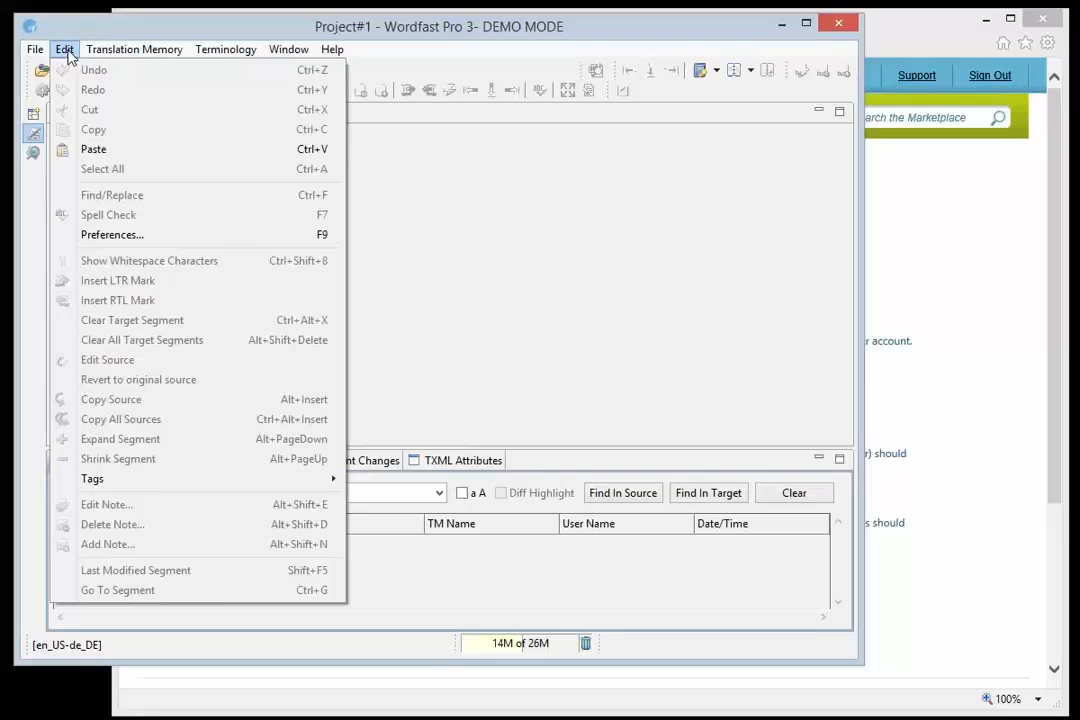 Project#1 - Wordfast Pro 3- DEMO MODE
File Edit Translation Memory Terminology Window Help
Undo Ctrl+Z
Redo Ctrl+Y
Cut Ctrl+X
Copy Ctrl+C
Paste Ctrl+V
Select All Ctrl+A
Find/Replace Ctrl+F
Spell Check F7
Preferences... F9
Show Whitespace Characters Ctrl+Shift+8
Insert LTR Mark
Insert RTL Mark
Clear Target Segment Ctrl+Alt+X
Clear All Target Segments Alt+Shift+Delete
Edit Source
Revert to original source
Copy Source Alt+Insert
Copy All Sources Ctrl+Alt+Insert
Expand Segment Alt+PageDown
Shrink Segment Alt+PageUp
Tags
Edit Note... Alt+Shift+E
Delete Note... Alt+Shift+D
Add Note... Alt+Shift+N
Last Modified Segment Shift+F5
Go To Segment Ctrl+G
nt Changes TXML Attributes
a A Diff Highlight Find In Source Find In Target Clear
TM Name User Name Date/Time
[en_US-de_DE] 14M of 26M
Support Sign Out
arch the Marketplace
r account.
r) should
s should
100%